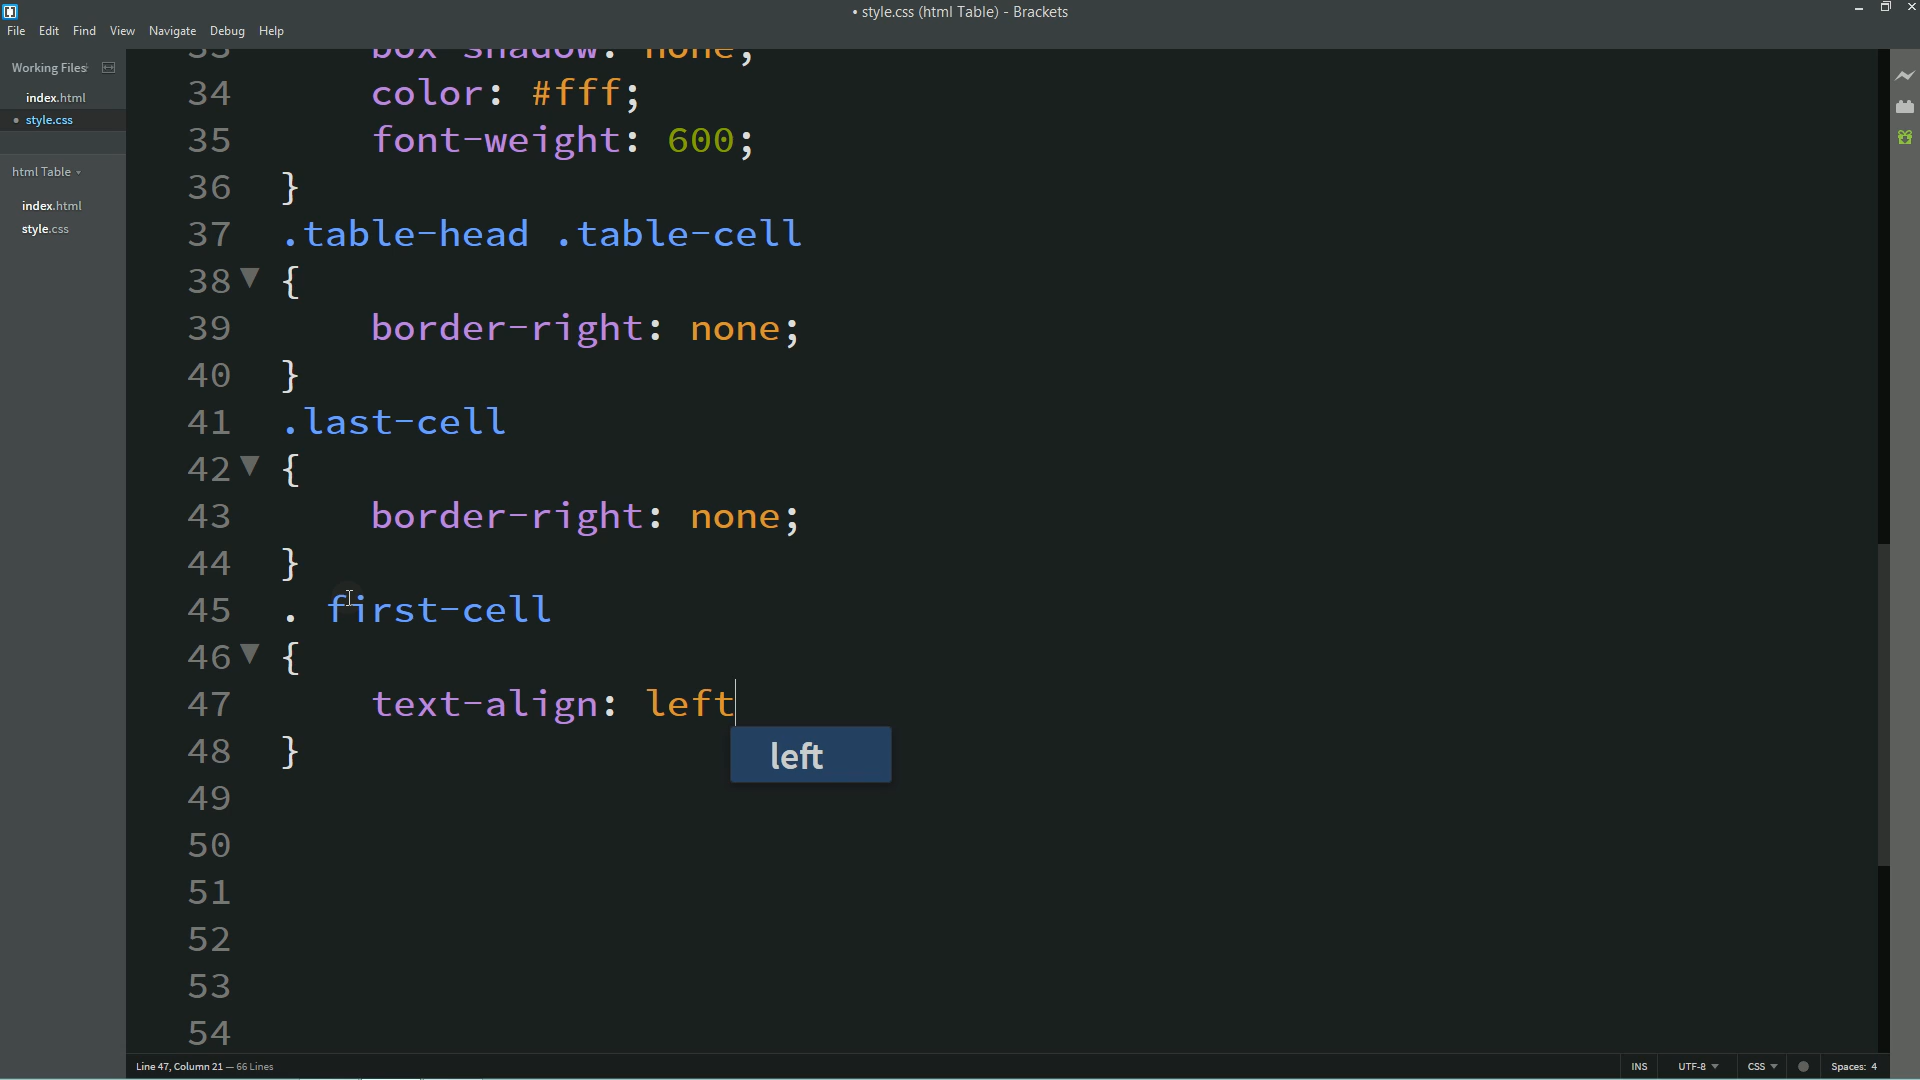 • style.css (html Table) - Brackets
File Edit Find View Navigate Debug Help
Working Files
index.html
• style.css
html Table
index.html
style.css
33 box-shadow: none;
34 color: #fff;
35 font-weight: 600;
36 }
37 .table-head .table-cell
38 {
39 border-right: none;
40 }
41 .last-cell
42 {
43 border-right: none;
44 }
45 . first-cell
46 {
47 text-align: left
48 }
left
49
50
51
52
53
54
Line 47, Column 21 — 66 Lines
INS UTF-8 CSS Spaces: 4